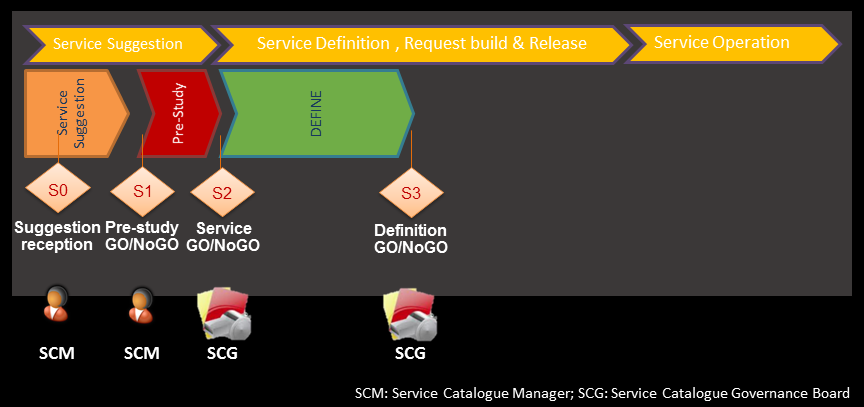 Service Suggestion
Service Definition , Request build & Release
Service Operation
Service
Suggestion
Pre-Study
DEFINE
S0
S1
S2
S3
Suggestion
reception
Pre-study
GO/NoGO
Service
GO/NoGO
Definition
GO/NoGO
SCM
SCM
SCG
SCG
SCM: Service Catalogue Manager; SCG: Service Catalogue Governance Board